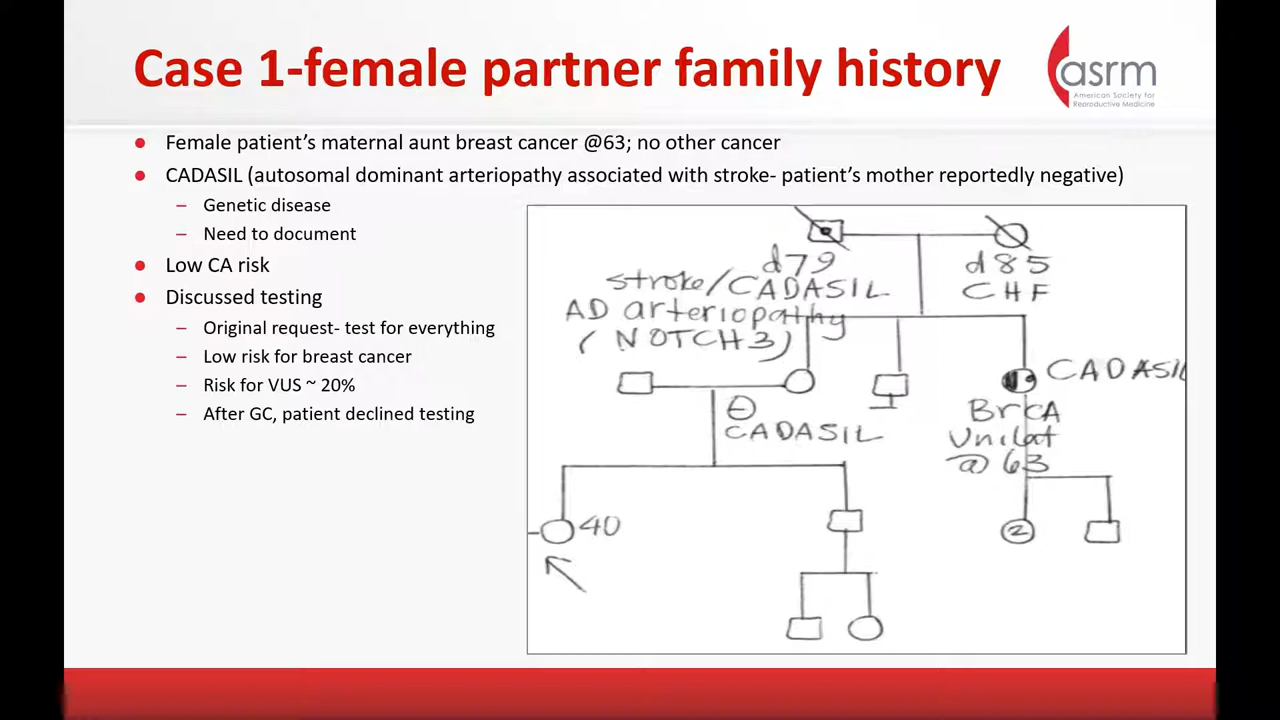 Case 1-female partner family history
asrm
American Society for
Reproductive Medicine
● Female patient's maternal aunt breast cancer @63; no other cancer
● CADASIL (autosomal dominant arteriopathy associated with stroke- patient's mother reportedly negative)
– Genetic disease
– Need to document
● Low CA risk
● Discussed testing
– Original request- test for everything
– Low risk for breast cancer
– Risk for VUS ~ 20%
– After GC, patient declined testing
d79
stroke/CADASIL
AD arteriopathy
(NOTCH3)
d85
CHF
CADASIL
BrCA
Unilat
@ 63
CADASIL
40
2